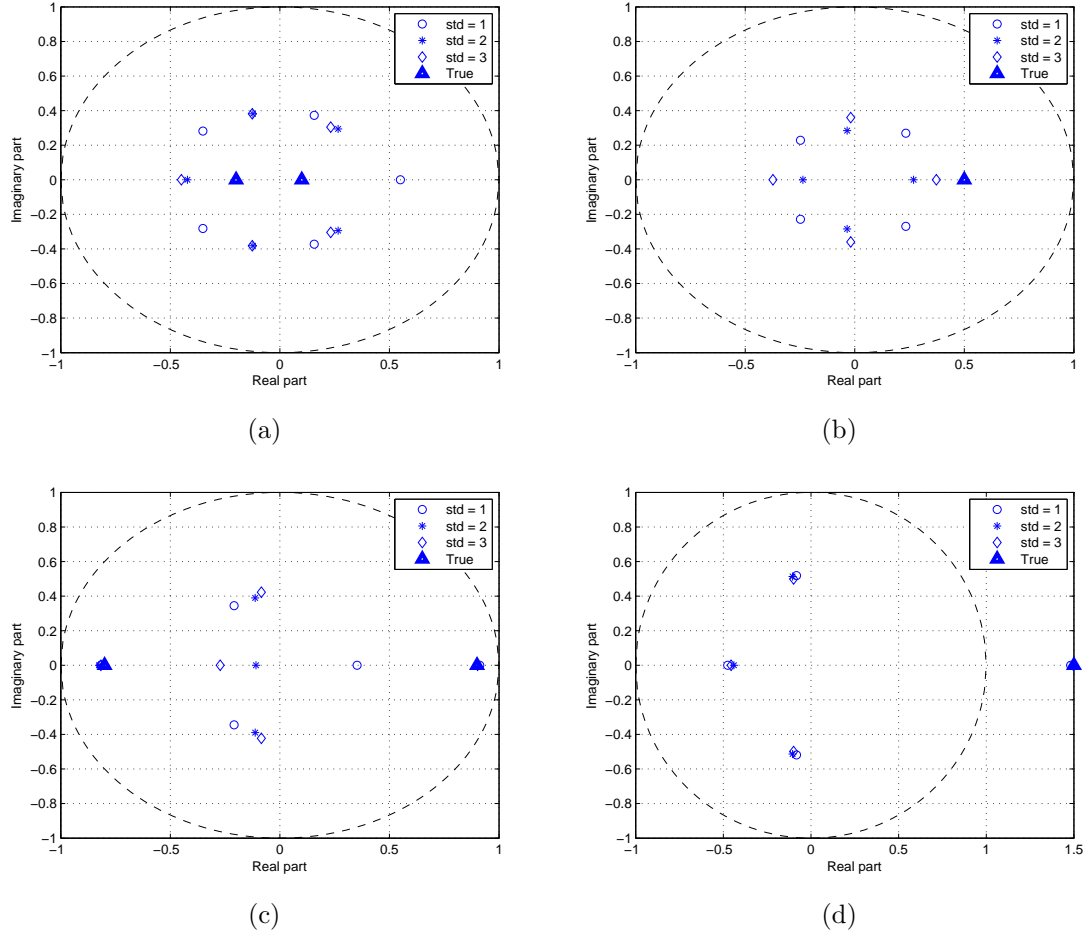 1
0.8
0.6
0.4
0.2
0
−0.2
−0.4
−0.6
−0.8
−1
−1
−0.5
0
0.5
1
Imaginary part
Real part
std = 1
std = 2
std = 3
True
(a)
1
0.8
0.6
0.4
0.2
0
−0.2
−0.4
−0.6
−0.8
−1
−1
−0.5
0
0.5
1
Imaginary part
Real part
std = 1
std = 2
std = 3
True
(b)
1
0.8
0.6
0.4
0.2
0
−0.2
−0.4
−0.6
−0.8
−1
−1
−0.5
0
0.5
1
Imaginary part
Real part
std = 1
std = 2
std = 3
True
(c)
1
0.8
0.6
0.4
0.2
0
−0.2
−0.4
−0.6
−0.8
−1
−1
−0.5
0
0.5
1
1.5
Imaginary part
Real part
std = 1
std = 2
std = 3
True
(d)